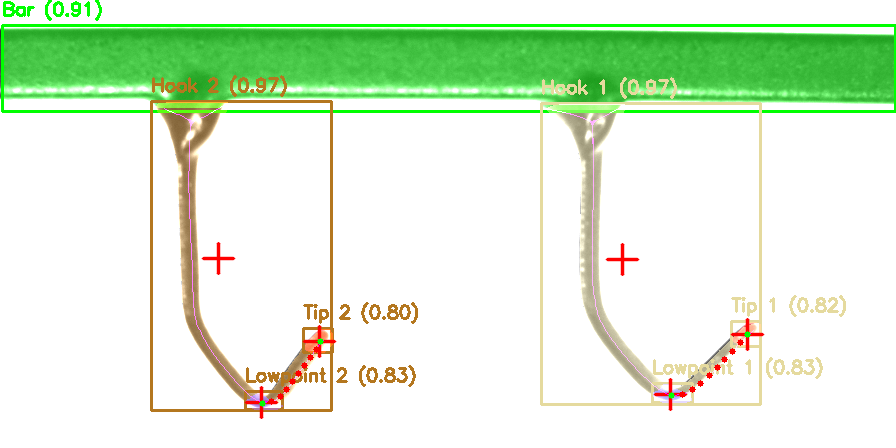 Bar (0.91)
Hook 2 (0.97)
Hook 1 (0.97)
Tip 2 (0.80)
Tip 1 (0.82)
Lowpoint 2 (0.83)
Lowpoint 1 (0.83)